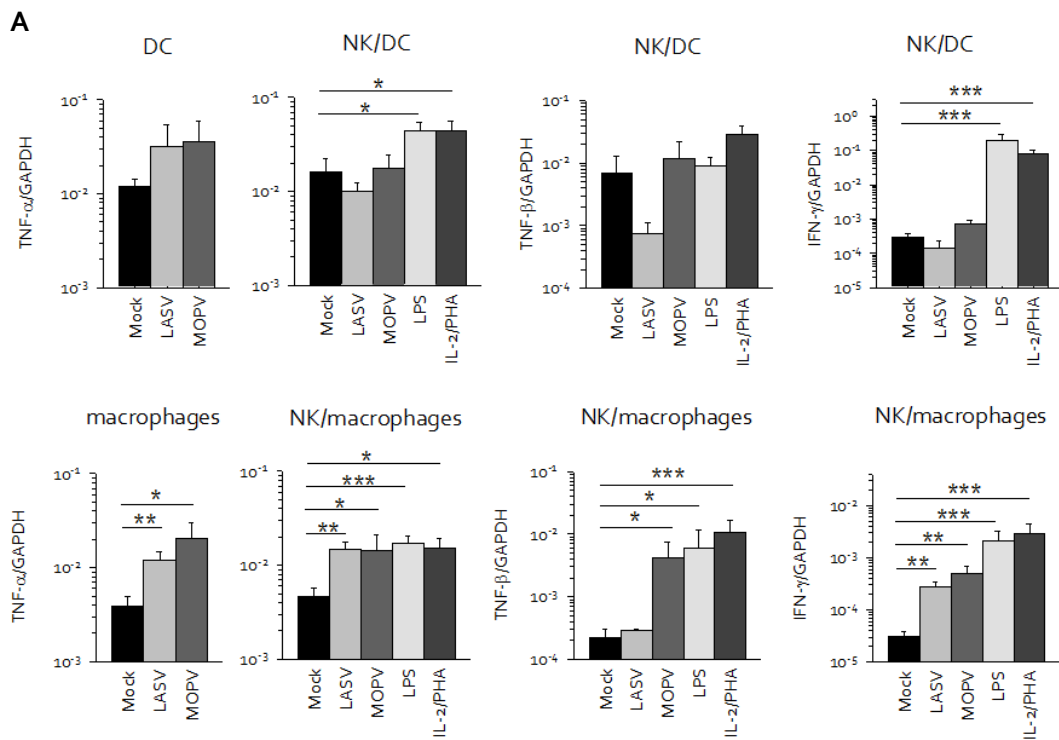 A
DC
NK/DC
NK/DC
NK/DC
TNF-α/GAPDH
10⁻¹
10⁻²
10⁻³
Mock
LASV
MOPV
TNF-α/GAPDH
10⁻¹
10⁻²
10⁻³
*
*
Mock
LASV
MOPV
LPS
IL-2/PHA
TNF-β/GAPDH
10⁻¹
10⁻²
10⁻³
10⁻⁴
Mock
LASV
MOPV
LPS
IL-2/PHA
IFN-γ/GAPDH
10⁰
10⁻¹
10⁻²
10⁻³
10⁻⁴
10⁻⁵
***
***
Mock
LASV
MOPV
LPS
IL-2/PHA
macrophages
NK/macrophages
NK/macrophages
NK/macrophages
TNF-α/GAPDH
10⁻¹
10⁻²
10⁻³
*
**
Mock
LASV
MOPV
10⁻¹
10⁻²
10⁻³
*
***
*
**
Mock
LASV
MOPV
LPS
IL-2/PHA
TNF-β/GAPDH
10⁻¹
10⁻²
10⁻³
10⁻⁴
***
*
*
Mock
LASV
MOPV
LPS
IL-2/PHA
IFN-γ/GAPDH
10⁻²
10⁻³
10⁻⁴
10⁻⁵
***
***
**
**
Mock
LASV
MOPV
LPS
IL-2/PHA